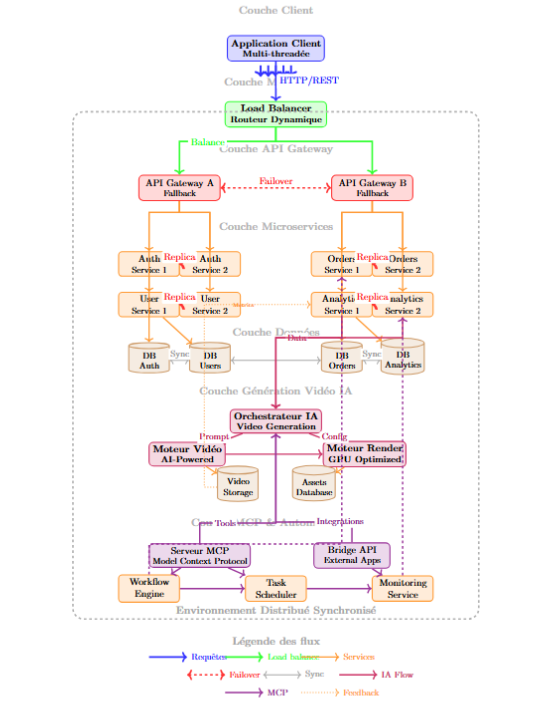 Couche Client
Application Client
Multi-threadée
Couche M
HTTP/REST
Load Balancer
Routeur Dynamique
Balance
Couche API Gateway
API Gateway A
Fallback
Failover
API Gateway B
Fallback
Couche Microservices
Auth
Service 1
Replica
Auth
Service 2
Orders
Service 1
Replica
Orders
Service 2
User
Service 1
Replica
User
Service 2
Analyti
Service 1
Replica
nalytics
Service 2
Couche Données
Data
DB
Auth
Sync
DB
Users
DB
Orders
Sync
DB
Analytics
Couche Génération Vidéo IA
Orchestrateur IA
Video Generation
Prompt
Config
Moteur Vidéo
AI-Powered
Moteur Render
GPU Optimized
Video
Storage
Assets
Database
Cou
Tools
MCP & Autom
Integrations
Serveur MCP
Model Context Protocol
Bridge API
External Apps
Workflow
Engine
Task
Scheduler
Monitoring
Service
Environnement Distribué Synchronisé
Légende des flux
Requêtes
Load balance
Services
Failover
Sync
IA Flow
MCP
Feedback